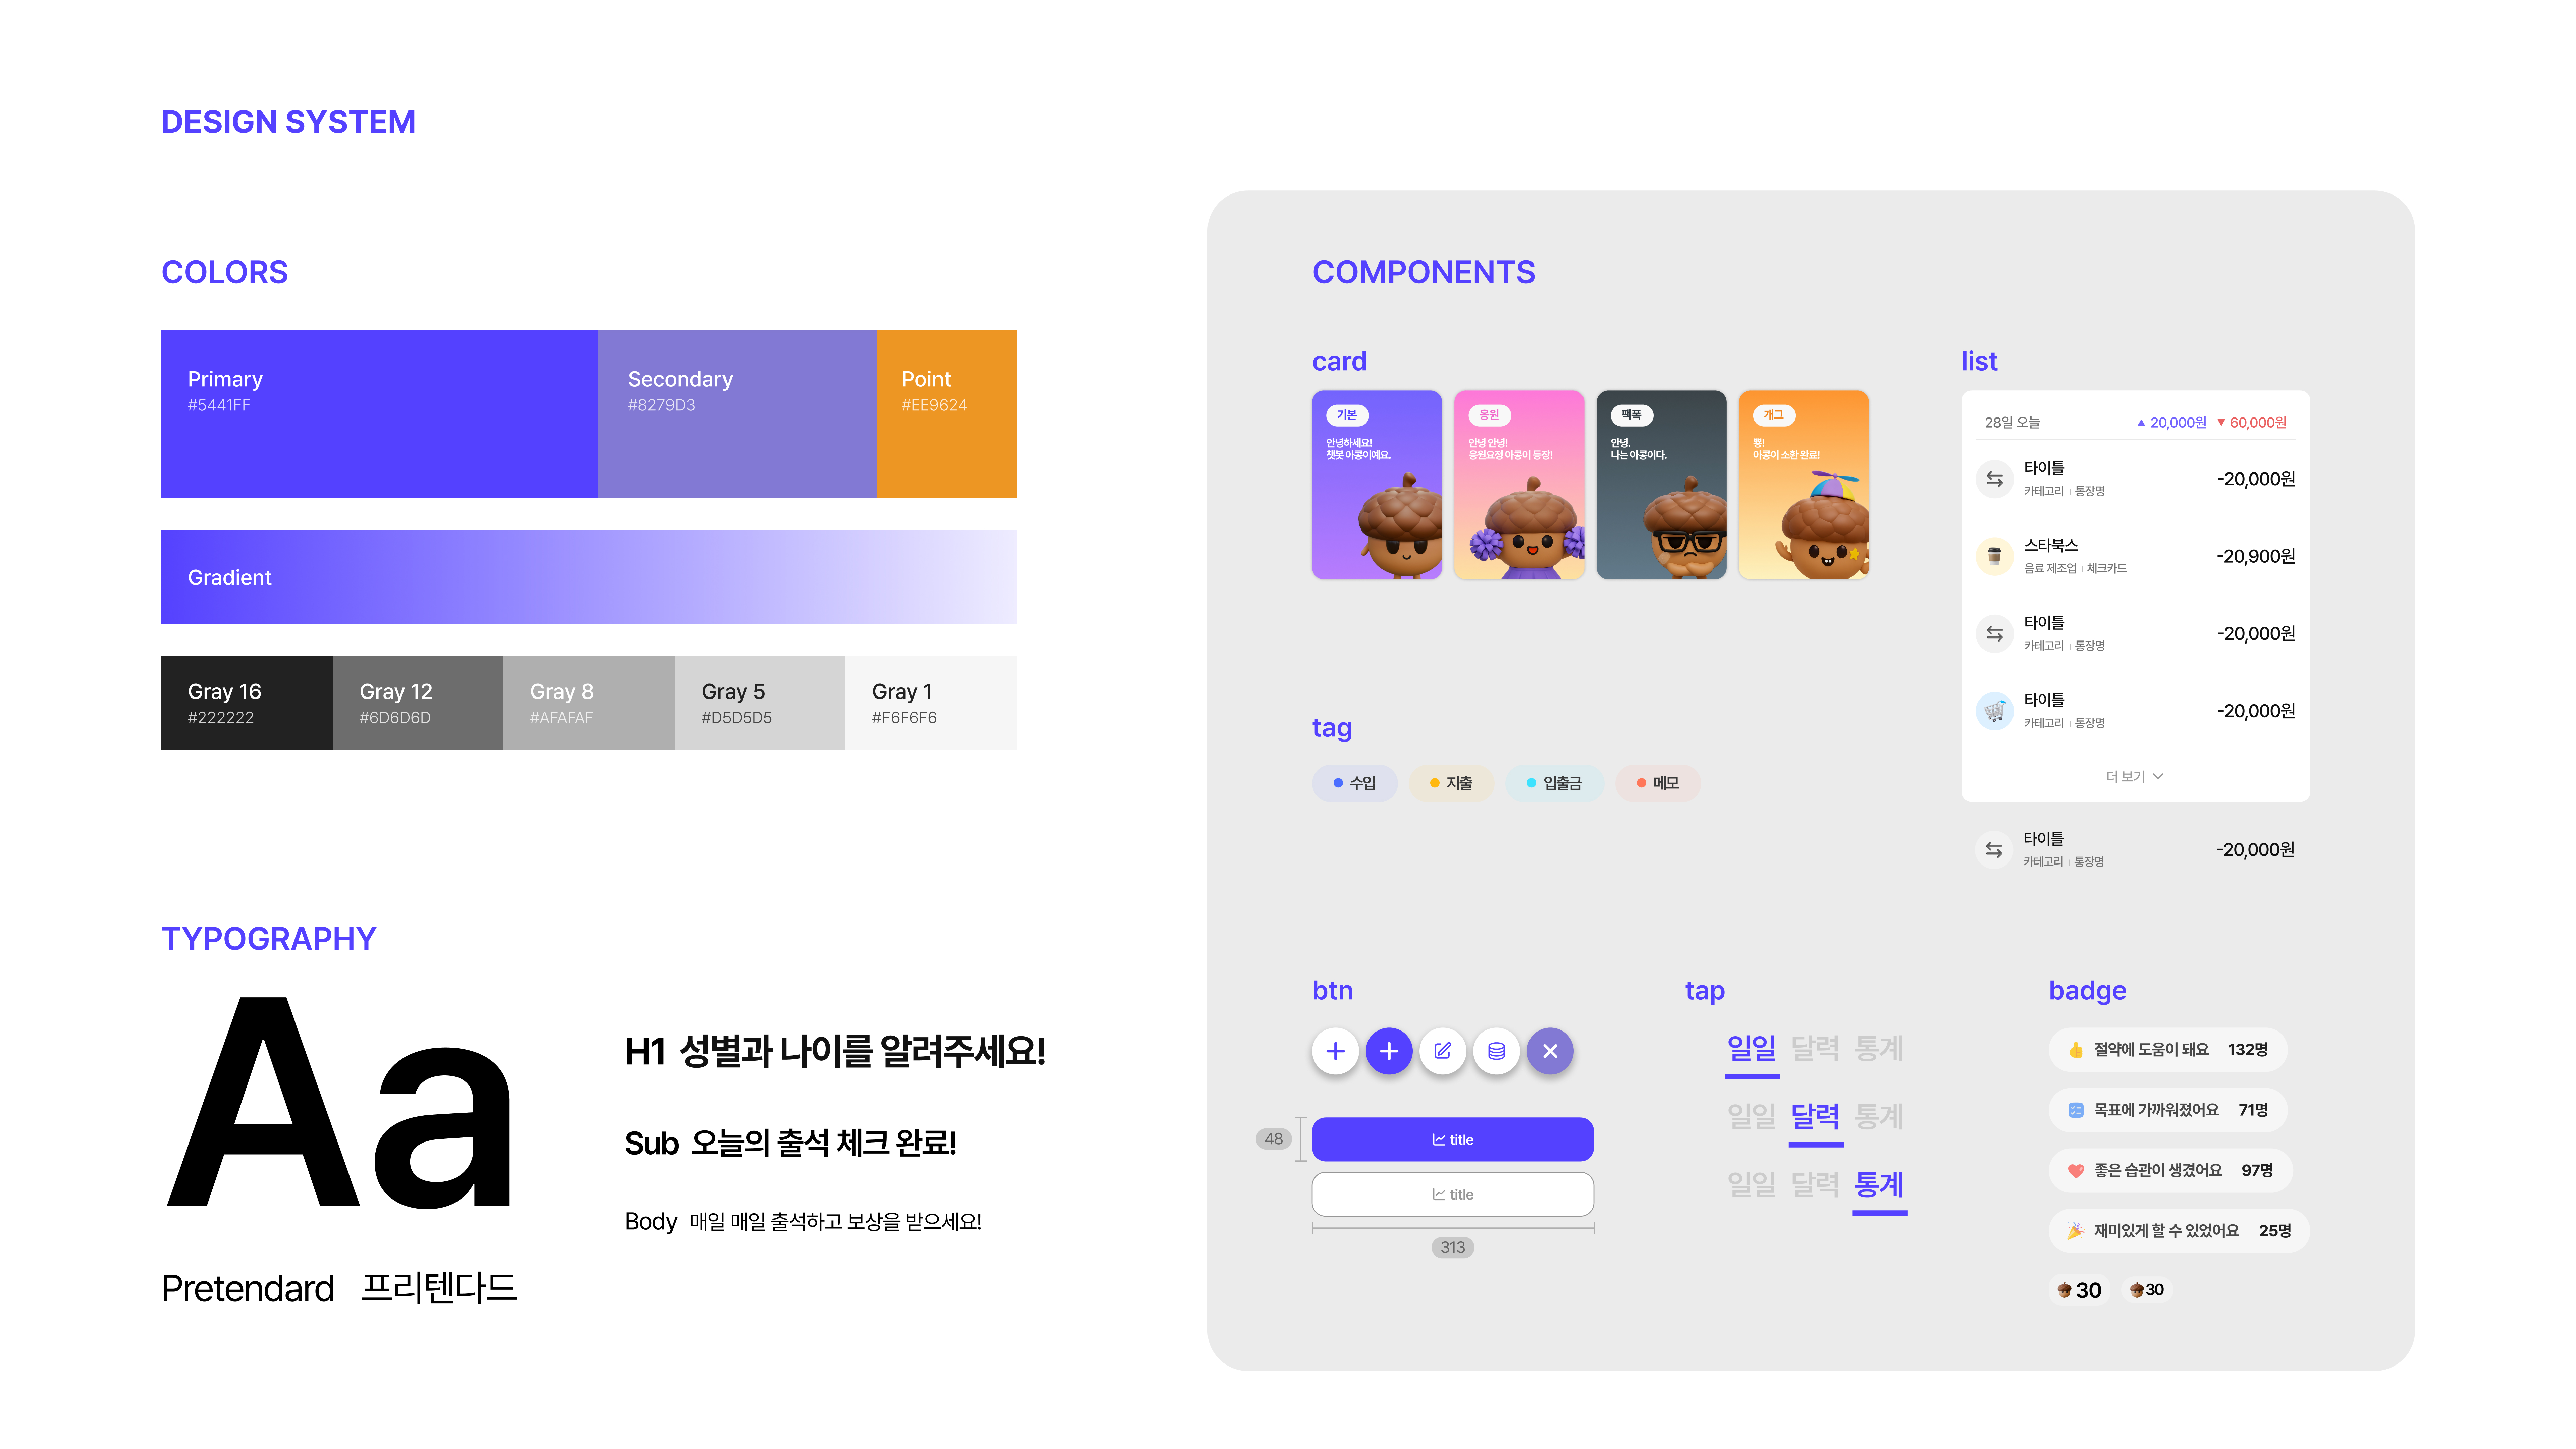 DESIGN SYSTEM
COLORS
Primary
#5441FF
Secondary
#8279D3
Point
#EE9624
Gradient
Gray 16
#222222
Gray 12
#6D6D6D
Gray 8
#AFAFAF
Gray 5
#D5D5D5
Gray 1
#F6F6F6
TYPOGRAPHY
Aa
Pretendard 프리텐다드
H1 성별과 나이를 알려주세요!
Sub 오늘의 출석 체크 완료!
Body 매일 매일 출석하고 보상을 받으세요!
COMPONENTS
card
기본
안녕하세요!
챗봇 아콩이예요.
응원
안녕 안녕!
응원요정 아콩이 등장!
팩폭
안녕.
나는 아콩이다.
개그
뿅!
아콩이 소환 완료!
list
28일 오늘 ▲ 20,000원 ▼ 60,000원
타이틀
카테고리 | 통장명
-20,000원
스타북스
음료 제조업 | 체크카드
-20,900원
타이틀
카테고리 | 통장명
-20,000원
타이틀
카테고리 | 통장명
-20,000원
더 보기
타이틀
카테고리 | 통장명
-20,000원
tag
수입 지출 입출금 메모
btn
48
title
title
313
tap
일일 달력 통계
일일 달력 통계
일일 달력 통계
badge
절약에 도움이 돼요 132명
목표에 가까워졌어요 71명
좋은 습관이 생겼어요 97명
재미있게 할 수 있었어요 25명
30 30